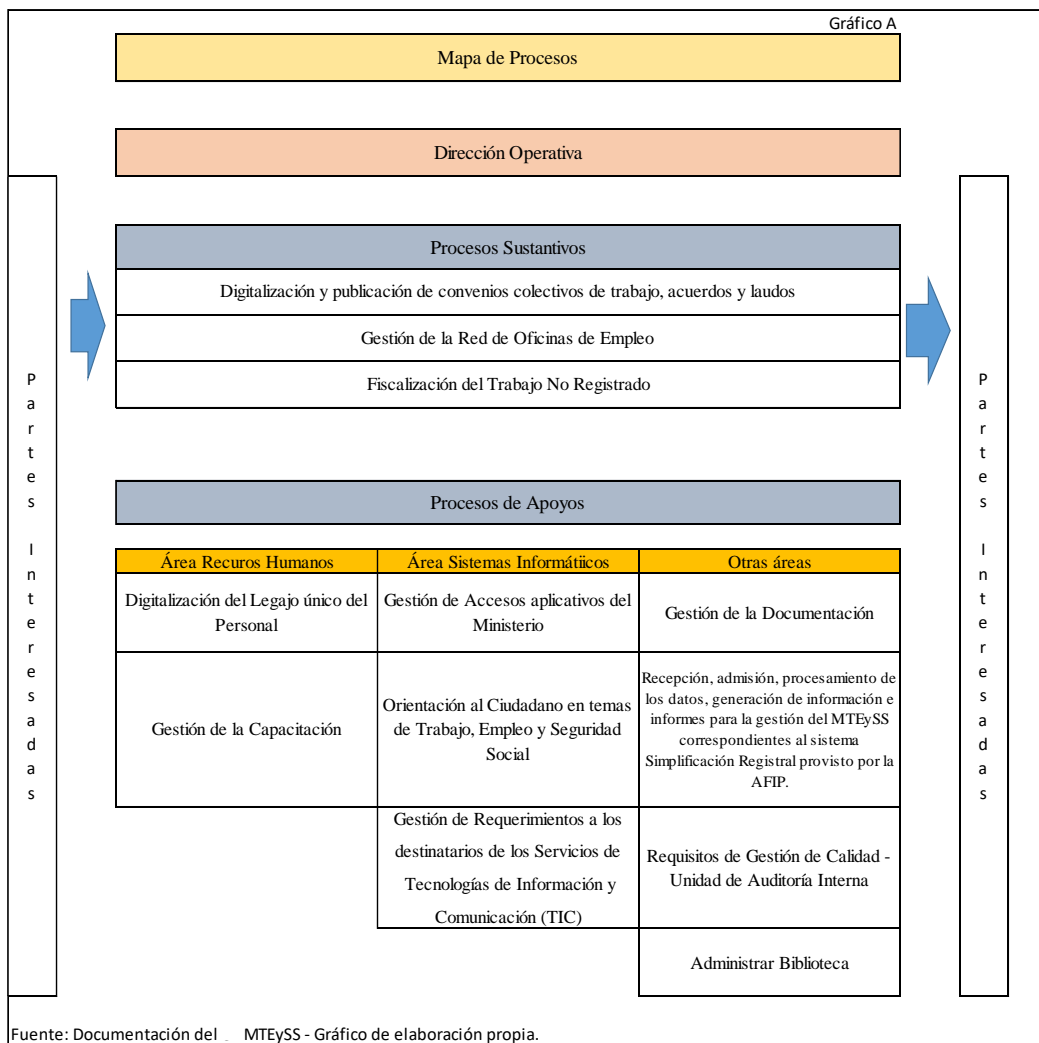 Gráfico A
Mapa de Procesos
Dirección Operativa
Partes Interesadas
Procesos Sustantivos
Digitalización y publicación de convenios colectivos de trabajo, acuerdos y laudos
Gestión de la Red de Oficinas de Empleo
Fiscalización del Trabajo No Registrado
Partes Interesadas
Procesos de Apoyos
Área Recuros Humanos
Digitalización del Legajo único del
Personal
Gestión de la Capacitación
Área Sistemas Informátiicos
Gestión de Accesos aplicativos del
Ministerio
Orientación al Ciudadano en temas
de Trabajo, Empleo y Seguridad
Social
Gestión de Requerimientos a los
destinatarios de los Servicios de
Tecnologías de Información y
Comunicación (TIC)
Otras áreas
Gestión de la Documentación
Recepción, admisión, procesamiento de
los datos, generación de información e
informes para la gestión del MTEySS
correspondientes al sistema
Simplificación Registral provisto por la
AFIP.
Requisitos de Gestión de Calidad -
Unidad de Auditoría Interna
Administrar Biblioteca
Fuente: Documentación del MTEySS - Gráfico de elaboración propia.